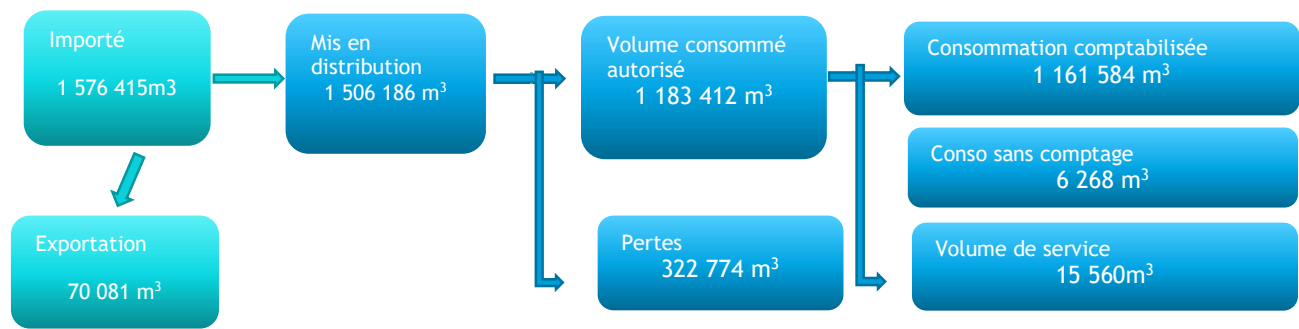 Importé
1 576 415m3
Mis en
distribution
1 506 186 m³
Volume consommé
autorisé
1 183 412 m³
Consommation comptabilisée
1 161 584 m³
Conso sans comptage
6 268 m³
Exportation
70 081 m³
Pertes
322 774 m³
Volume de service
15 560m³